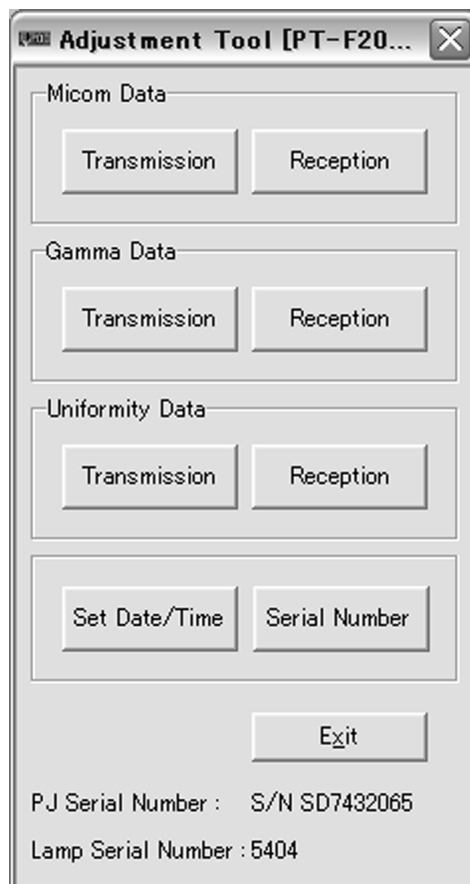 Adjustment Tool [PT-F20...
Micom Data
Transmission Reception
Gamma Data
Transmission Reception
Uniformity Data
Transmission Reception
Set Date/Time Serial Number
Exit
PJ Serial Number : S/N SD7432065
Lamp Serial Number : 5404